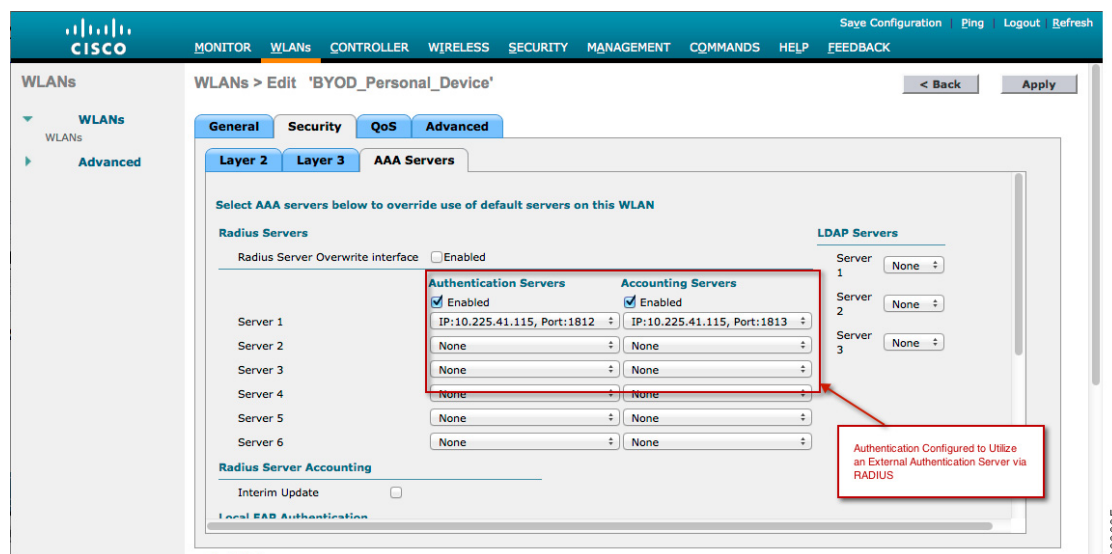 Save Configuration Ping Logout Refresh
CISCO
MONITOR WLANs CONTROLLER WIRELESS SECURITY MANAGEMENT COMMANDS HELP FEEDBACK
WLANs
WLANs > Edit 'BYOD_Personal_Device'
< Back Apply
WLANs
WLANs
Advanced
General Security QoS Advanced
Layer 2 Layer 3 AAA Servers
Select AAA servers below to override use of default servers on this WLAN
Radius Servers
LDAP Servers
Radius Server Overwrite interface Enabled
Server 1 None
Server 2 None
Server 3 None
Authentication Servers Accounting Servers
Enabled Enabled
Server 1 IP:10.225.41.115, Port:1812 IP:10.225.41.115, Port:1813
Server 2 None None
Server 3 None None
Server 4 None None
Server 5 None None
Server 6 None None
Authentication Configured to Utilize
an External Authentication Server via
RADIUS
Radius Server Accounting
Interim Update
Local EAP Authentication